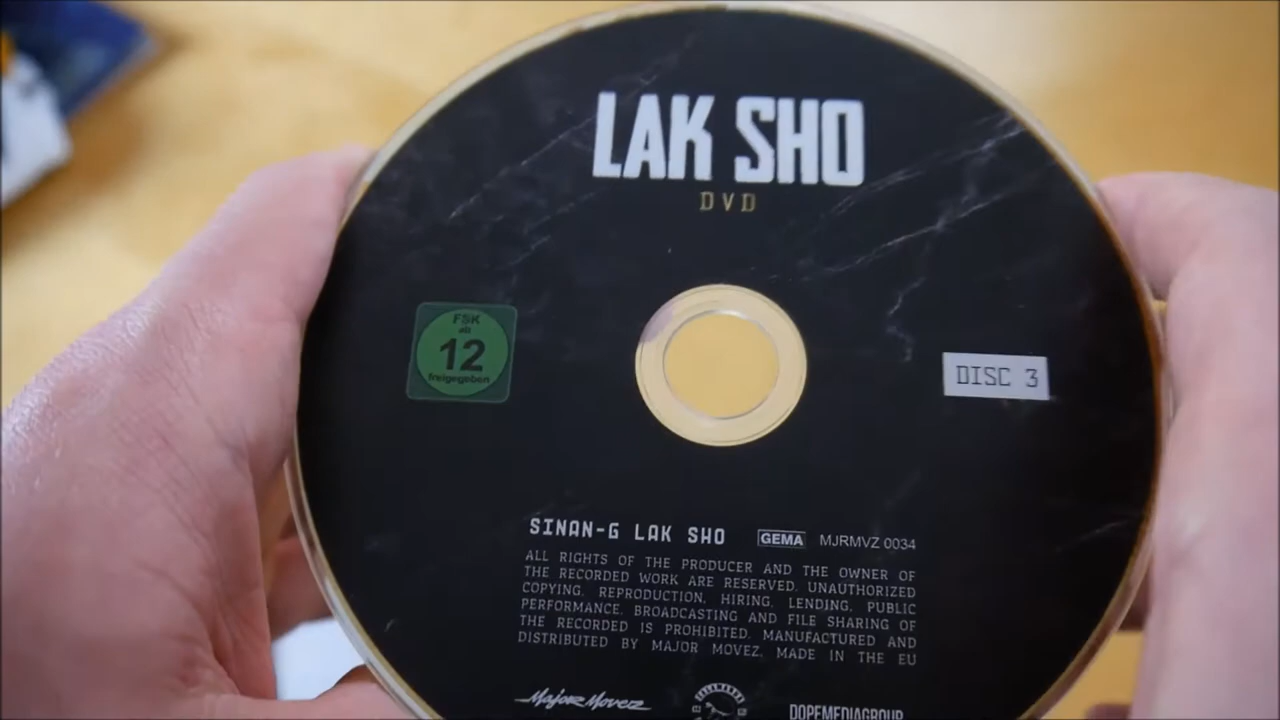 LAK SHO
DVD
FSK
ab
12
freigegeben
DISC 3
SINAN-G LAK SHO GEMA MJRMVZ 0034
ALL RIGHTS OF THE PRODUCER AND THE OWNER OF
THE RECORDED WORK ARE RESERVED. UNAUTHORIZED
COPYING, REPRODUCTION, HIRING, LENDING, PUBLIC
PERFORMANCE, BROADCASTING AND FILE SHARING OF
THE RECORDED IS PROHIBITED. MANUFACTURED AND
DISTRIBUTED BY MAJOR MOVEZ. MADE IN THE EU
Major Movez DOPEMEDIAGROUP